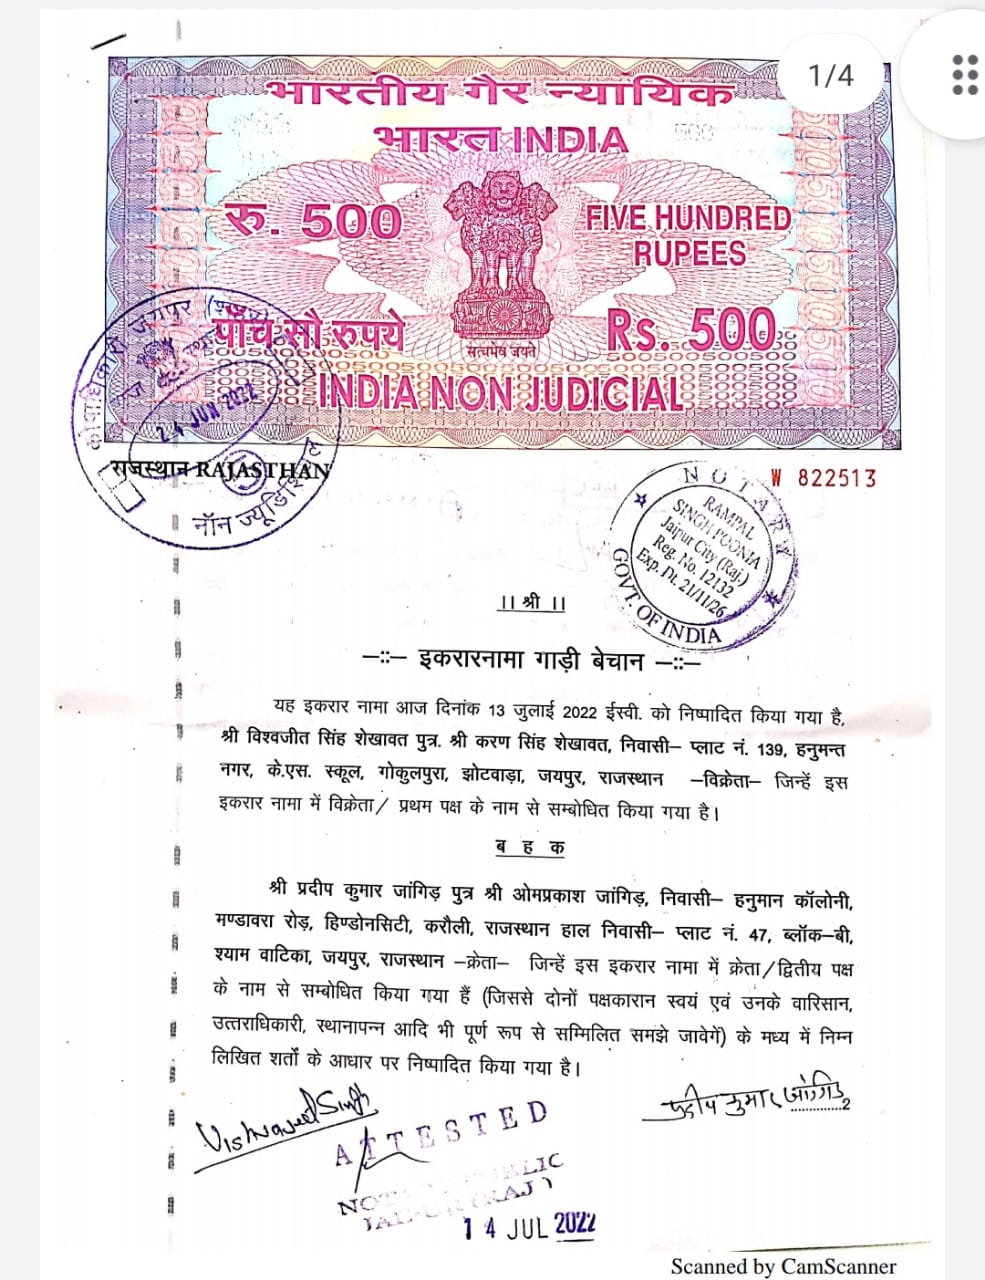 1/4
भारतीय गैर न्यायिक
भारत INDIA
रु. 500
FIVE HUNDRED
RUPEES
पाँच सौ रुपये
Rs. 500
सत्यमेव जयते
INDIA NON JUDICIAL
24 JUN 2022
नॉन ज्यूडिशियल
राजस्थान RAJASTHAN
W 822513
NOTARY
RAMPAL
SINGH POONIA
Jaipur City (Raj.)
Reg. No. 12132
Exp. Dt. 21/11/26
GOVT. OF INDIA
।। श्री ।।
–::– इकरारनामा गाड़ी बेचान –::–
यह इकरार नामा आज दिनांक 13 जुलाई 2022 ईस्वी. को निष्पादित किया गया है,
श्री विश्वजीत सिंह शेखावत पुत्र. श्री करण सिंह शेखावत, निवासी– प्लाट नं. 139, हनुमन्त
नगर, के.एस. स्कूल, गोकुलपुरा, झोटवाड़ा, जयपुर, राजस्थान –विक्रेता– जिन्हें इस
इकरार नामा में विक्रेता/ प्रथम पक्ष के नाम से सम्बोधित किया गया है।
ब ह क
श्री प्रदीप कुमार जांगिड़ पुत्र श्री ओमप्रकाश जांगिड़, निवासी– हनुमान कॉलोनी,
मण्डावरा रोड़, हिण्डोनसिटी, करौली, राजस्थान हाल निवासी– प्लाट नं. 47, ब्लॉक–बी,
श्याम वाटिका, जयपुर, राजस्थान –क्रेता– जिन्हें इस इकरार नामा में क्रेता/द्वितीय पक्ष
के नाम से सम्बोधित किया गया हैं (जिससे दोनों पक्षकारान स्वयं एवं उनके वारिसान,
उत्तराधिकारी, स्थानापन्न आदि भी पूर्ण रूप से सम्मिलित समझे जावेगें) के मध्य में निम्न
लिखित शर्तो के आधार पर निष्पादित किया गया है।
Vishwajeet Singh
प्रदीप कुमार जांगिड़
2
ATTESTED
NOTARY PUBLIC
JAIPUR (RAJ)
14 JUL 2022
Scanned by CamScanner